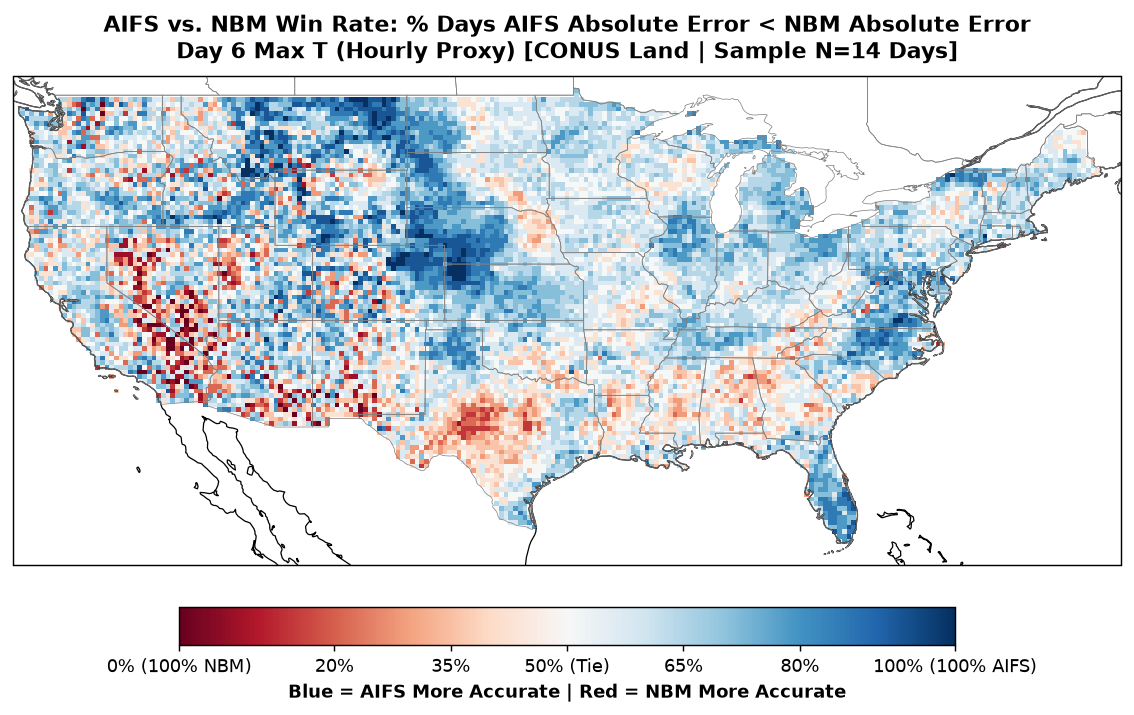 AIFS vs. NBM Win Rate: % Days AIFS Absolute Error < NBM Absolute Error
Day 6 Max T (Hourly Proxy) [CONUS Land | Sample N=14 Days]
0% (100% NBM) 20% 35% 50% (Tie) 65% 80% 100% (100% AIFS)
Blue = AIFS More Accurate | Red = NBM More Accurate